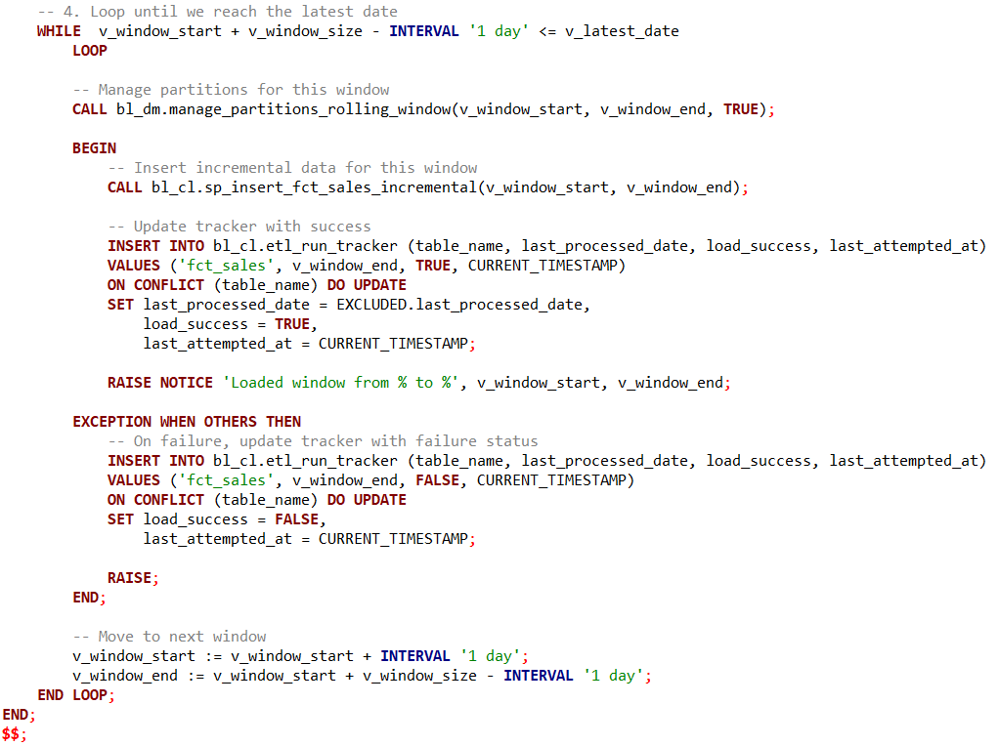 -- 4. Loop until we reach the latest date
WHILE  v_window_start + v_window_size - INTERVAL '1 day' <= v_latest_date
LOOP
-- Manage partitions for this window
CALL bl_dm.manage_partitions_rolling_window(v_window_start, v_window_end, TRUE);
BEGIN
-- Insert incremental data for this window
CALL bl_cl.sp_insert_fct_sales_incremental(v_window_start, v_window_end);
-- Update tracker with success
INSERT INTO bl_cl.etl_run_tracker (table_name, last_processed_date, load_success, last_attempted_at)
VALUES ('fct_sales', v_window_end, TRUE, CURRENT_TIMESTAMP)
ON CONFLICT (table_name) DO UPDATE
SET last_processed_date = EXCLUDED.last_processed_date,
load_success = TRUE,
last_attempted_at = CURRENT_TIMESTAMP;
RAISE NOTICE 'Loaded window from % to %', v_window_start, v_window_end;
EXCEPTION WHEN OTHERS THEN
-- On failure, update tracker with failure status
INSERT INTO bl_cl.etl_run_tracker (table_name, last_processed_date, load_success, last_attempted_at)
VALUES ('fct_sales', v_window_end, FALSE, CURRENT_TIMESTAMP)
ON CONFLICT (table_name) DO UPDATE
SET load_success = FALSE,
last_attempted_at = CURRENT_TIMESTAMP;
RAISE;
END;
-- Move to next window
v_window_start := v_window_start + INTERVAL '1 day';
v_window_end := v_window_start + v_window_size - INTERVAL '1 day';
END LOOP;
END;
$$;